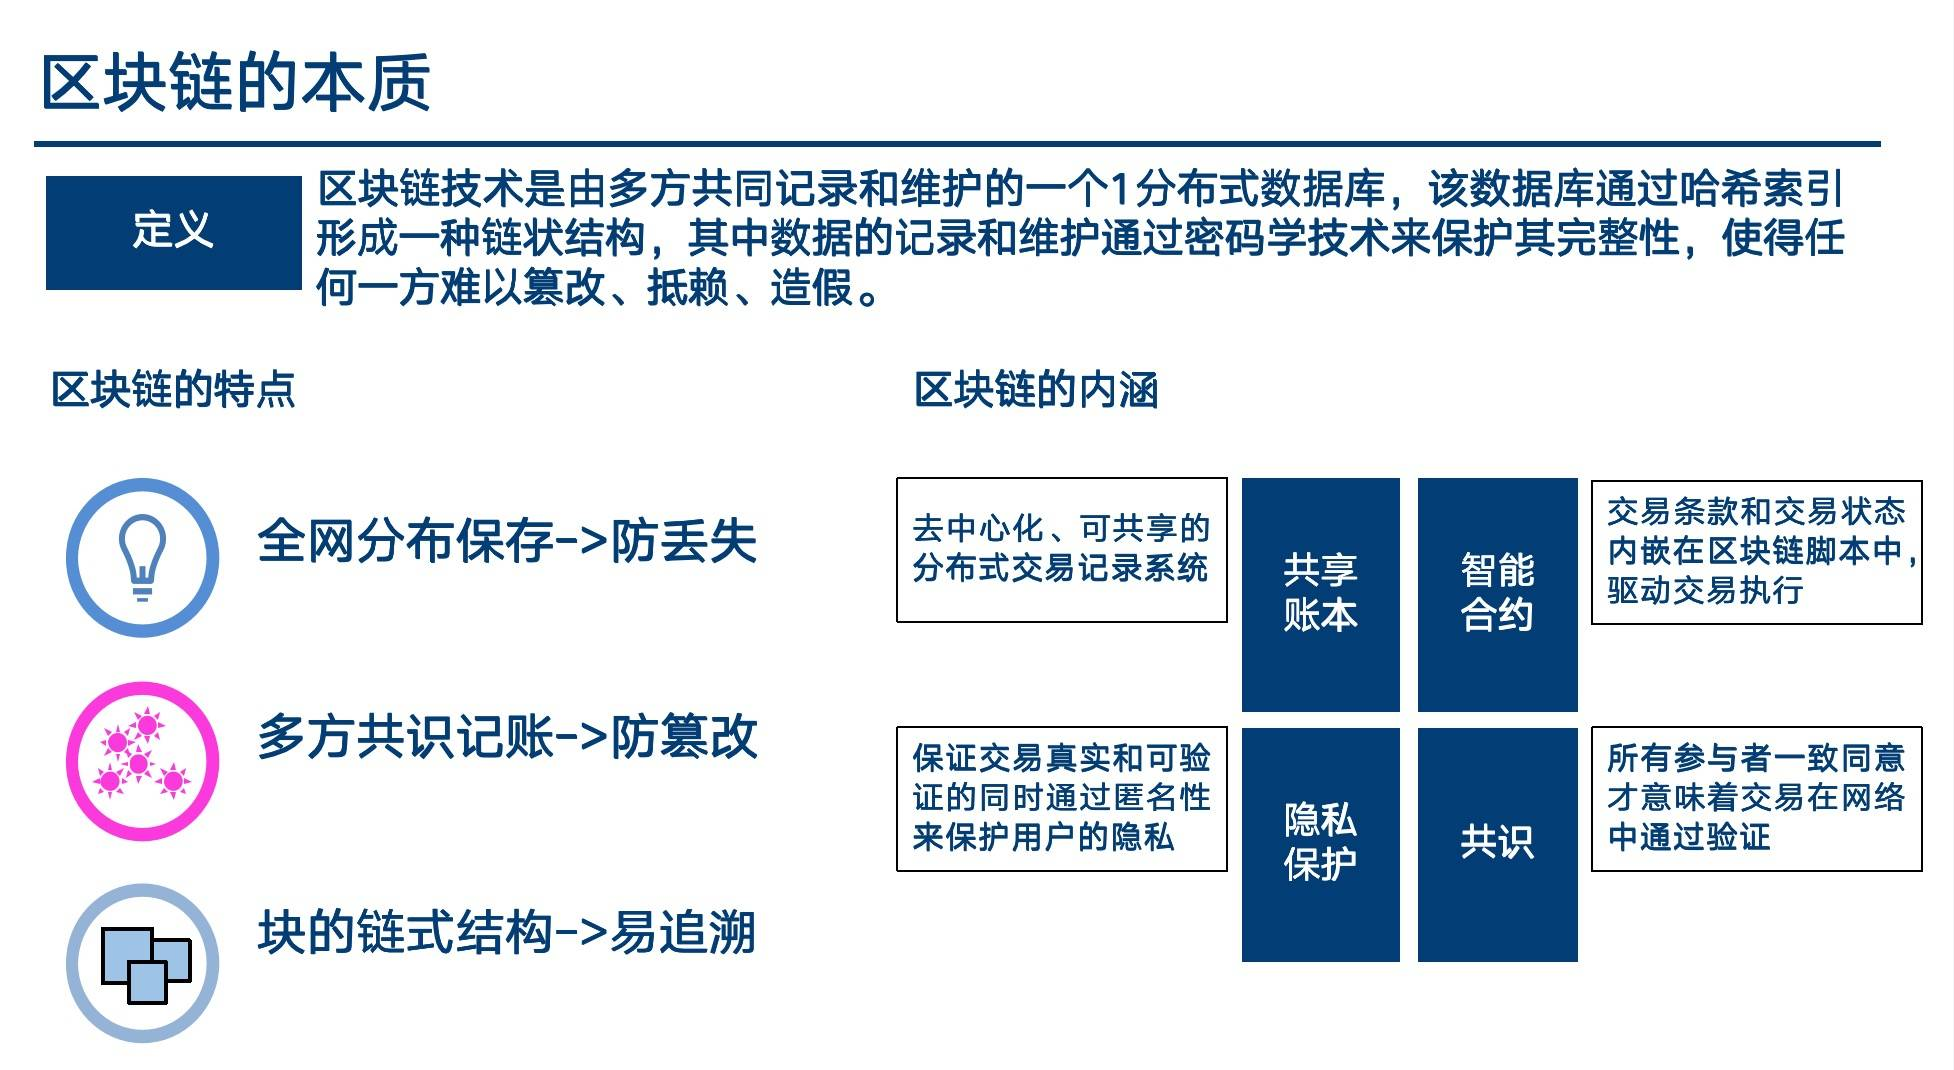 区块链的本质
定义
区块链技术是由多方共同记录和维护的一个1分布式数据库，该数据库通过哈希索引
形成一种链状结构，其中数据的记录和维护通过密码学技术来保护其完整性，使得任
何一方难以篡改、抵赖、造假。
区块链的特点
全网分布保存->防丢失
多方共识记账->防篡改
块的链式结构->易追溯
区块链的内涵
去中心化、可共享的
分布式交易记录系统
共享
账本
智能
合约
交易条款和交易状态
内嵌在区块链脚本中，
驱动交易执行
保证交易真实和可验
证的同时通过匿名性
来保护用户的隐私
隐私
保护
共识
所有参与者一致同意
才意味着交易在网络
中通过验证